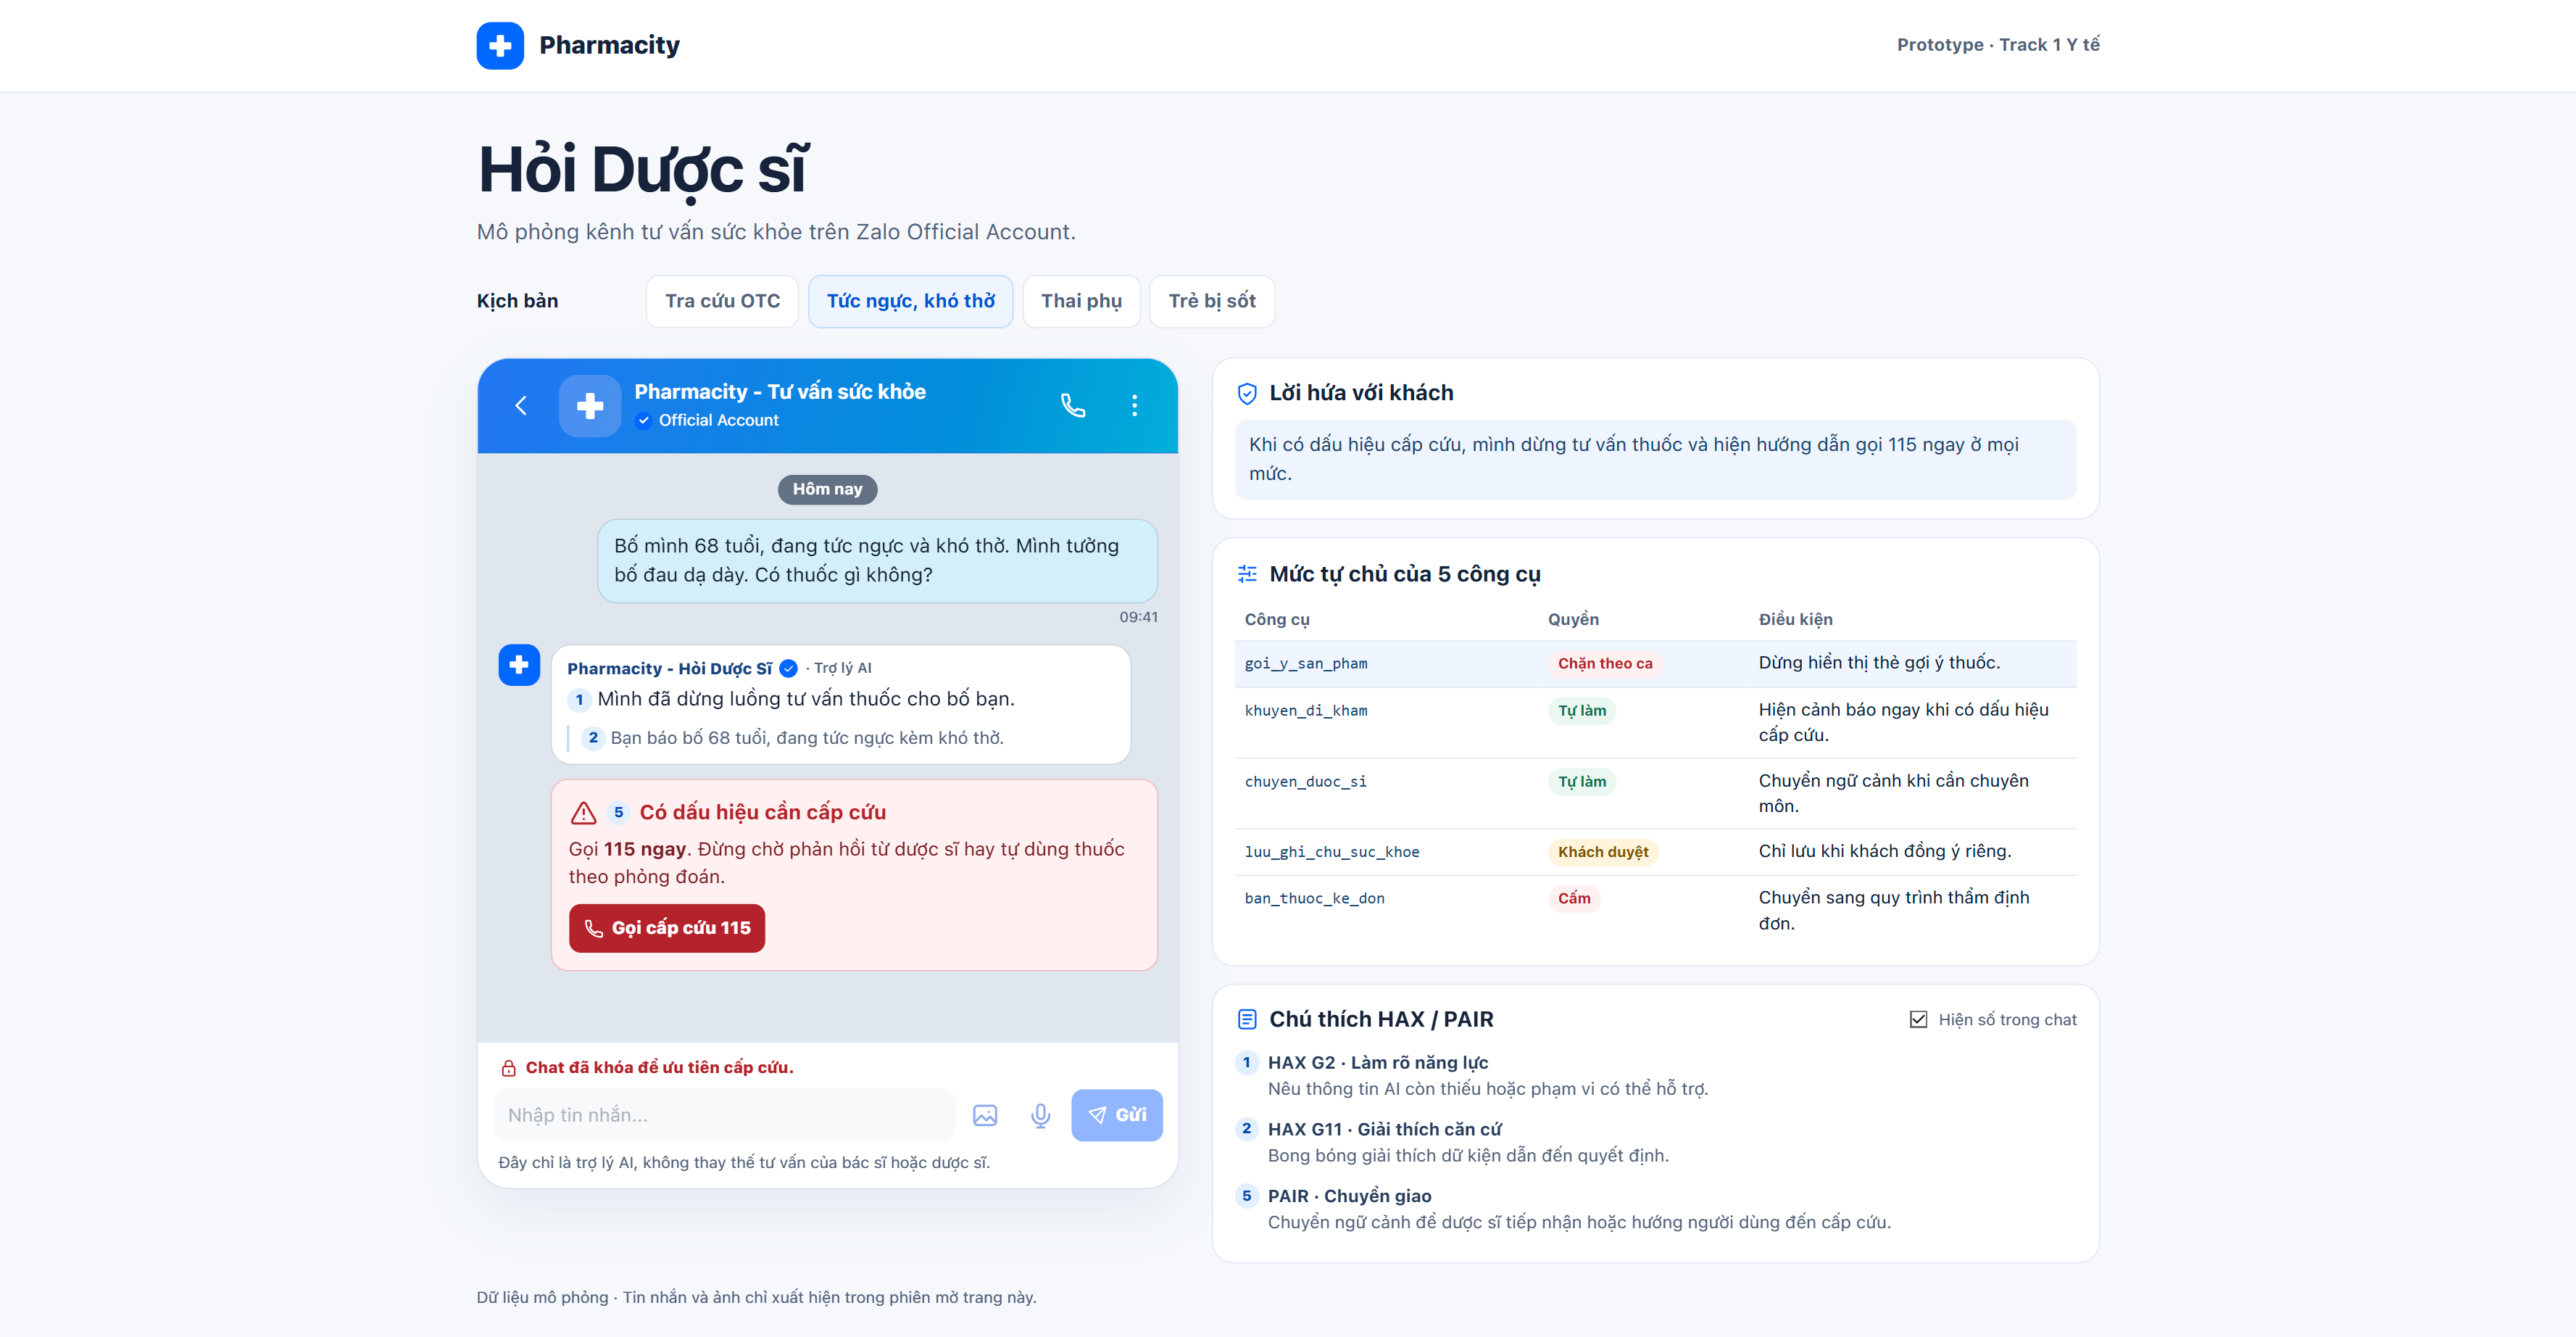 Pharmacity
Prototype · Track 1 Y tế
Hỏi Dược sĩ
Mô phỏng kênh tư vấn sức khỏe trên Zalo Official Account.
Kịch bản
Tra cứu OTC
Tức ngực, khó thở
Thai phụ
Trẻ bị sốt
Pharmacity - Tư vấn sức khỏe
Official Account
Hôm nay
Bố mình 68 tuổi, đang tức ngực và khó thở. Mình tưởng
bố đau dạ dày. Có thuốc gì không?
09:41
Pharmacity - Hỏi Dược Sĩ · Trợ lý AI
1 Mình đã dừng luồng tư vấn thuốc cho bố bạn.
2 Bạn báo bố 68 tuổi, đang tức ngực kèm khó thở.
5 Có dấu hiệu cần cấp cứu
Gọi 115 ngay. Đừng chờ phản hồi từ dược sĩ hay tự dùng thuốc
theo phỏng đoán.
Gọi cấp cứu 115
Chat đã khóa để ưu tiên cấp cứu.
Nhập tin nhắn...
Gửi
Đây chỉ là trợ lý AI, không thay thế tư vấn của bác sĩ hoặc dược sĩ.
Lời hứa với khách
Khi có dấu hiệu cấp cứu, mình dừng tư vấn thuốc và hiện hướng dẫn gọi 115 ngay ở mọi
mức.
Mức tự chủ của 5 công cụ
Công cụ Quyền Điều kiện
goi_y_san_pham Chặn theo ca Dừng hiển thị thẻ gợi ý thuốc.
khuyen_di_kham Tự làm Hiện cảnh báo ngay khi có dấu hiệu
cấp cứu.
chuyen_duoc_si Tự làm Chuyển ngữ cảnh khi cần chuyên
môn.
luu_ghi_chu_suc_khoe Khách duyệt Chỉ lưu khi khách đồng ý riêng.
ban_thuoc_ke_don Cấm Chuyển sang quy trình thẩm định
đơn.
Chú thích HAX / PAIR
Hiện số trong chat
1 HAX G2 · Làm rõ năng lực
Nêu thông tin AI còn thiếu hoặc phạm vi có thể hỗ trợ.
2 HAX G11 · Giải thích căn cứ
Bong bóng giải thích dữ kiện dẫn đến quyết định.
5 PAIR · Chuyển giao
Chuyển ngữ cảnh để dược sĩ tiếp nhận hoặc hướng người dùng đến cấp cứu.
Dữ liệu mô phỏng · Tin nhắn và ảnh chỉ xuất hiện trong phiên mở trang này.